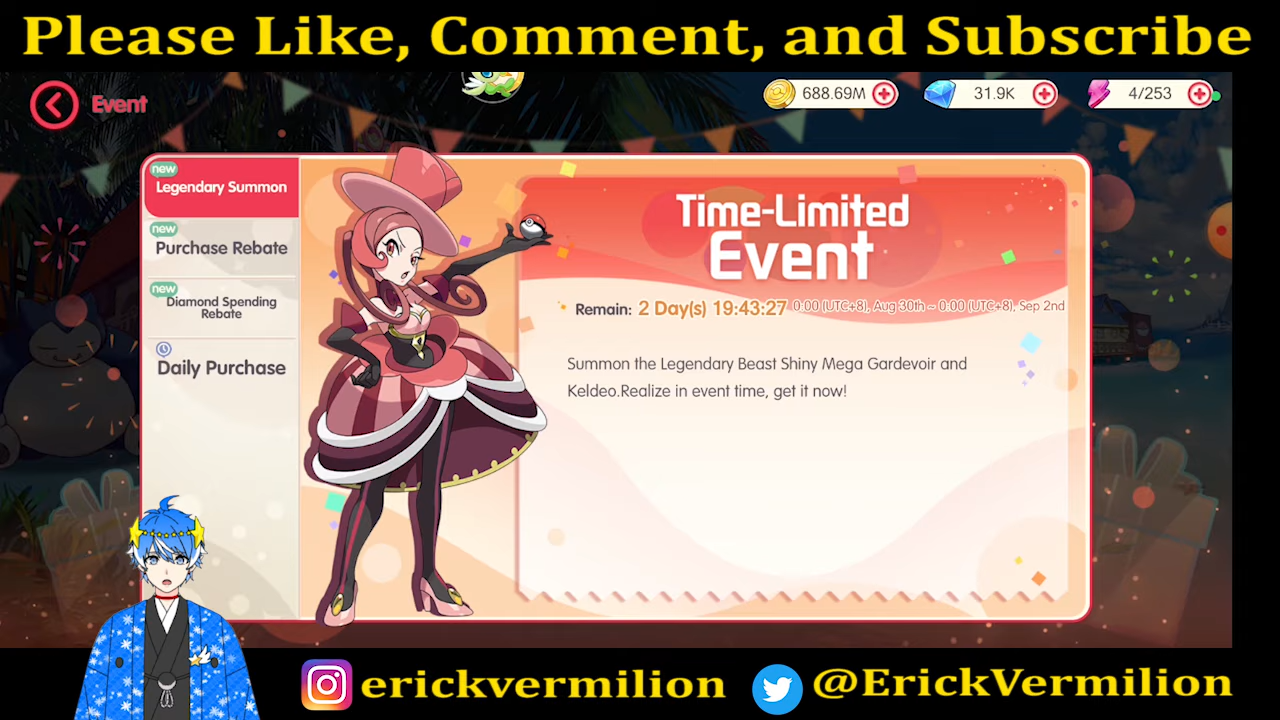 Please Like, Comment, and Subscribe
Event
688.69M
31.9K
4/253
new
Legendary Summon
new
Purchase Rebate
new
Diamond Spending
Rebate
Daily Purchase
Time-Limited
Event
Remain: 2 Day(s) 19:43:27 0:00 (UTC+8), Aug 30th ~ 0:00 (UTC+8), Sep 2nd
Summon the Legendary Beast Shiny Mega Gardevoir and
Keldeo.Realize in event time, get it now!
erickvermilion
@ErickVermilion